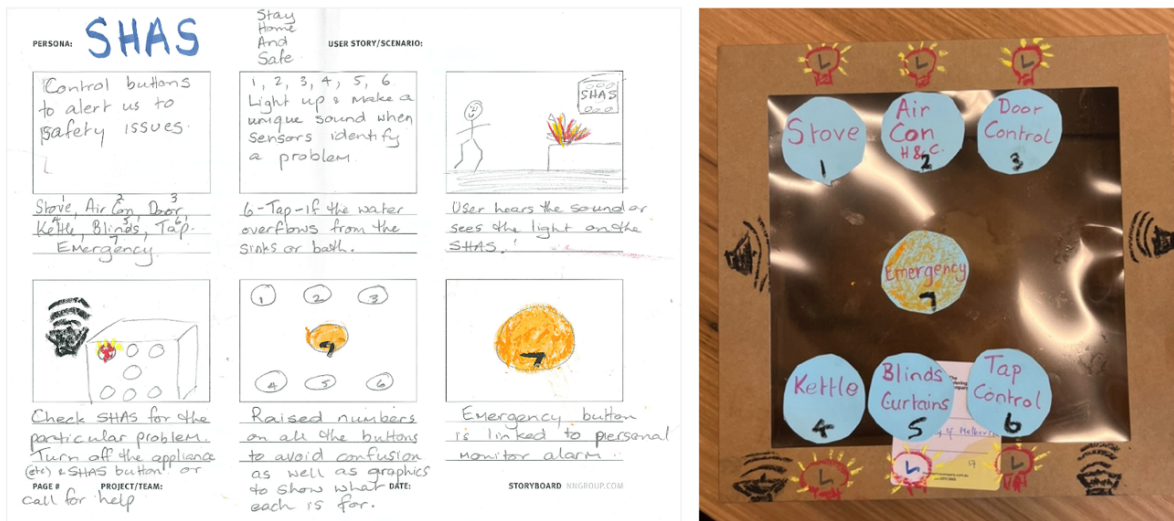 PERSONA:
SHAS
Stay
Home
And
Safe
USER STORY/SCENARIO:
Control buttons
to alert us to
safety issues.
Stove, Air Con, Door,
1 2 3
Kettle, Blinds, Tap.
4 5 6
Emergency
7
1, 2, 3, 4, 5, 6.
Light up & make a
unique sound when
sensors identify
a problem.
6-Tap-If the water
overflows from the
sinks or bath.
SHAS
User hears the sound or
sees the light on the
SHAS.
Check SHAS for the
particular problem.
Turn off the appliance
(etc) & SHAS button or
call for help
1 2 3
7
4 5 6
Raised numbers
on all the buttons
to avoid confusion
as well as graphics
to show what
each is for.
7
Emergency button
is linked to personal
monitor alarm.
PAGE #
PROJECT/TEAM:
DATE:
STORYBOARD NNGROUP.COM
L L L
Stove
1
Air
Con
H & C.
2
Door
Control
3
Emergency
7
Kettle
4
Blinds
Curtains
5
Tap
Control
6
L L L